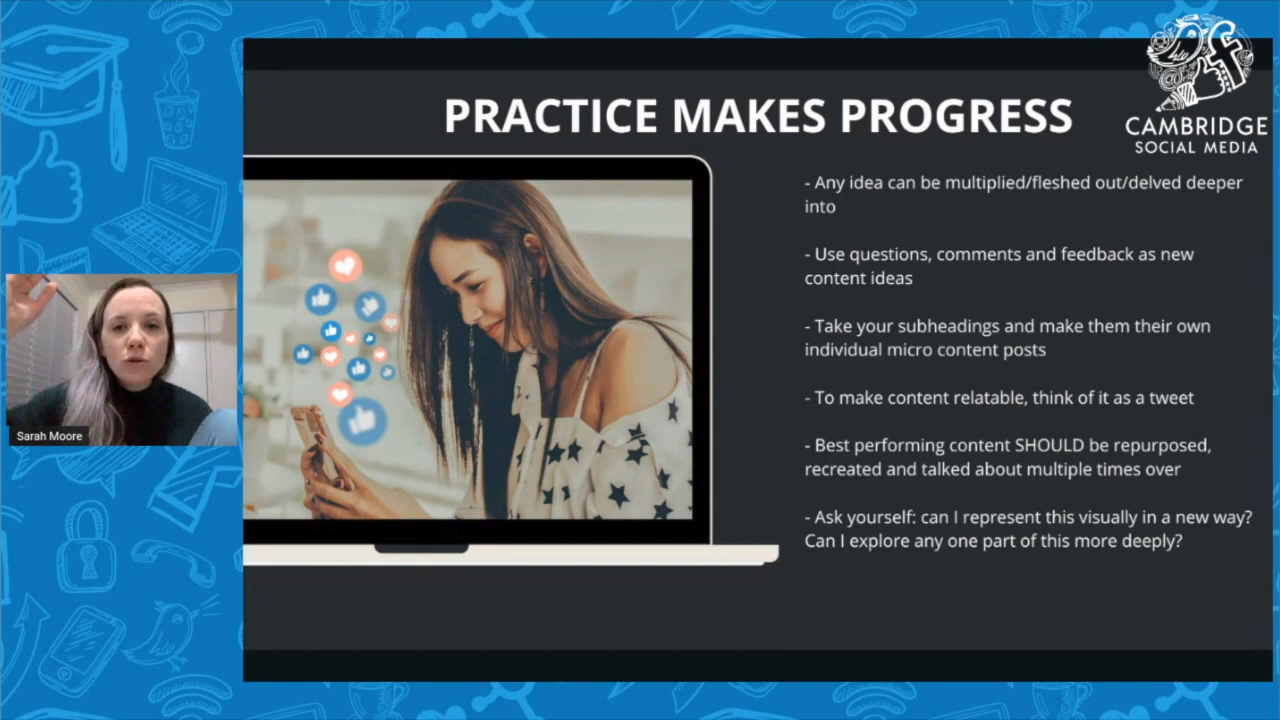 PRACTICE MAKES PROGRESS
CAMBRIDGE
SOCIAL MEDIA
- Any idea can be multiplied/fleshed out/delved deeper
into
- Use questions, comments and feedback as new
content ideas
- Take your subheadings and make them their own
individual micro content posts
- To make content relatable, think of it as a tweet
- Best performing content SHOULD be repurposed,
recreated and talked about multiple times over
- Ask yourself: can I represent this visually in a new way?
Can I explore any one part of this more deeply?
Sarah Moore